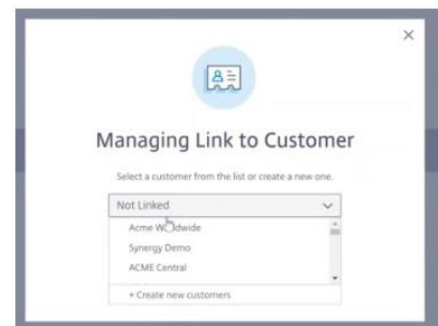 Managing Link to Customer
Select a customer from the list or create a new one.
Not Linked
Acme Worldwide
Synergy Demo
ACME Central
+ Create new customers